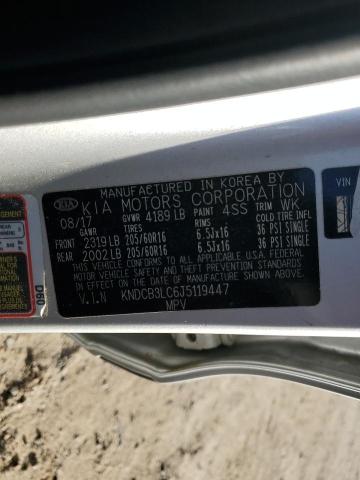 MANUFACTURED IN KOREA BY
KIA MOTORS CORPORATION
08/17 GVWR 4189 LB PAINT 4SS TRIM WK
GAWR TIRES RIMS COLD TIRE INFL.
FRONT 2319 LB 205/60R16 6.5Jx16 36 PSI SINGLE
REAR 2002 LB 205/60R16 6.5Jx16 36 PSI SINGLE
THIS VEHICLE CONFORMS TO ALL APPLICABLE
U.S. FEDERAL MOTOR VEHICLE SAFETY AND THEFT
PREVENTION STANDARDS IN EFFECT ON THE DATE
OF MANUFACTURE SHOWN ABOVE.
V.I.N KNDCB3LC6J5119447
MPV
VIN
D60